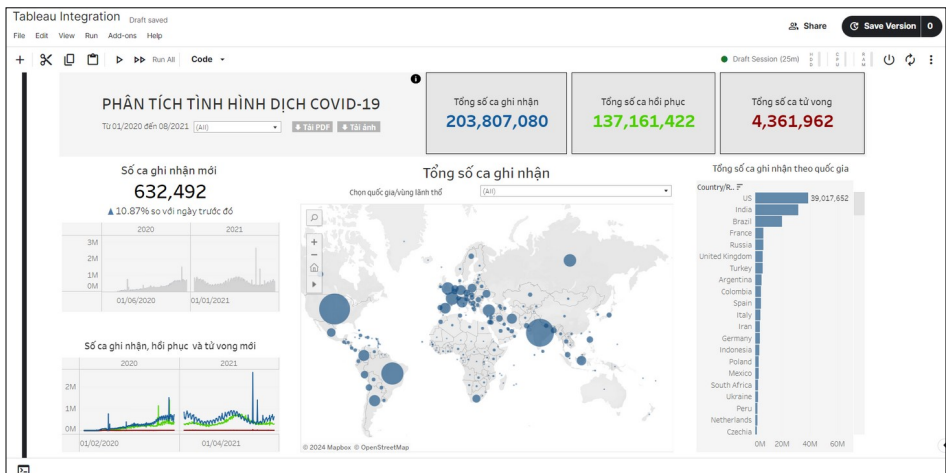 Tableau Integration Draft saved
File Edit View Run Add-ons Help
Share
Save Version 0
Run All Code
Draft Session (25m)
HDD CPU RAM
PHÂN TÍCH TÌNH HÌNH DỊCH COVID-19
Từ 01/2020 đến 08/2021 (All) Tải PDF Tải ảnh
Tổng số ca ghi nhận
203,807,080
Tổng số ca hồi phục
137,161,422
Tổng số ca tử vong
4,361,962
Số ca ghi nhận mới
632,492
▲ 10.87% so với ngày trước đó
2020 2021
3M
2M
1M
0M
01/06/2020 01/01/2021
Số ca ghi nhận, hồi phục và tử vong mới
2020 2021
2M
1M
0M
01/02/2020 01/04/2021
Tổng số ca ghi nhận
Chọn quốc gia/vùng lãnh thổ (All)
© 2024 Mapbox © OpenStreetMap
Tổng số ca ghi nhận theo quốc gia
Country/R..
US 39,017,652
India
Brazil
France
Russia
United Kingdom
Turkey
Argentina
Colombia
Spain
Italy
Iran
Germany
Indonesia
Poland
Mexico
South Africa
Ukraine
Peru
Netherlands
Czechia
0M 20M 40M 60M